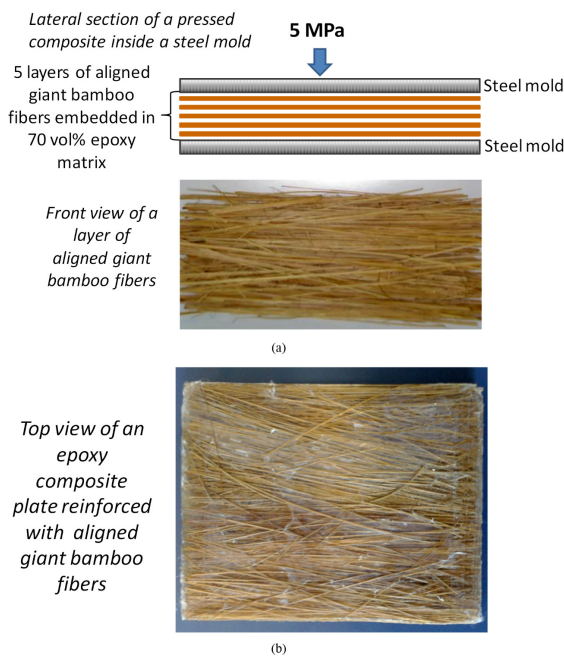 Lateral section of a pressed
composite inside a steel mold
5 MPa
5 layers of aligned
giant bamboo
fibers embedded in
70 vol% epoxy
matrix
Steel mold
Steel mold
Front view of a
layer of
aligned giant
bamboo fibers
(a)
Top view of an
epoxy
composite
plate reinforced
with aligned
giant bamboo
fibers
(b)